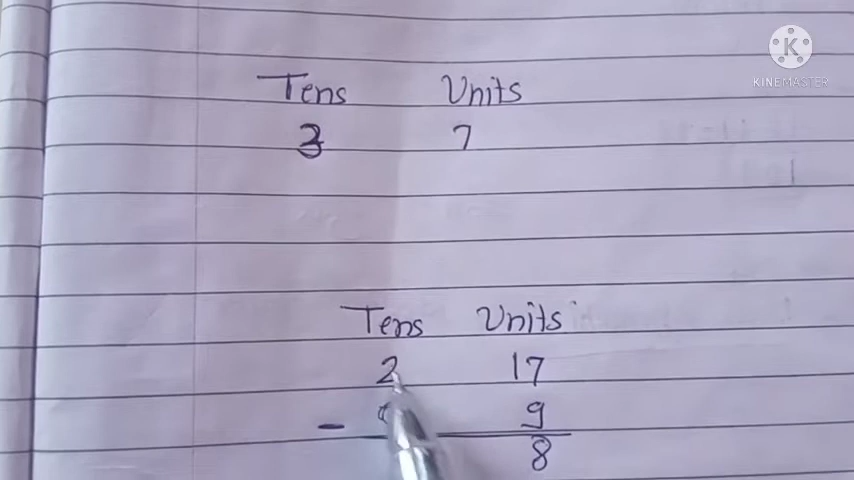 KINEMASTER
Tens Units
3 7
Tens Units
2 17
- 9
8